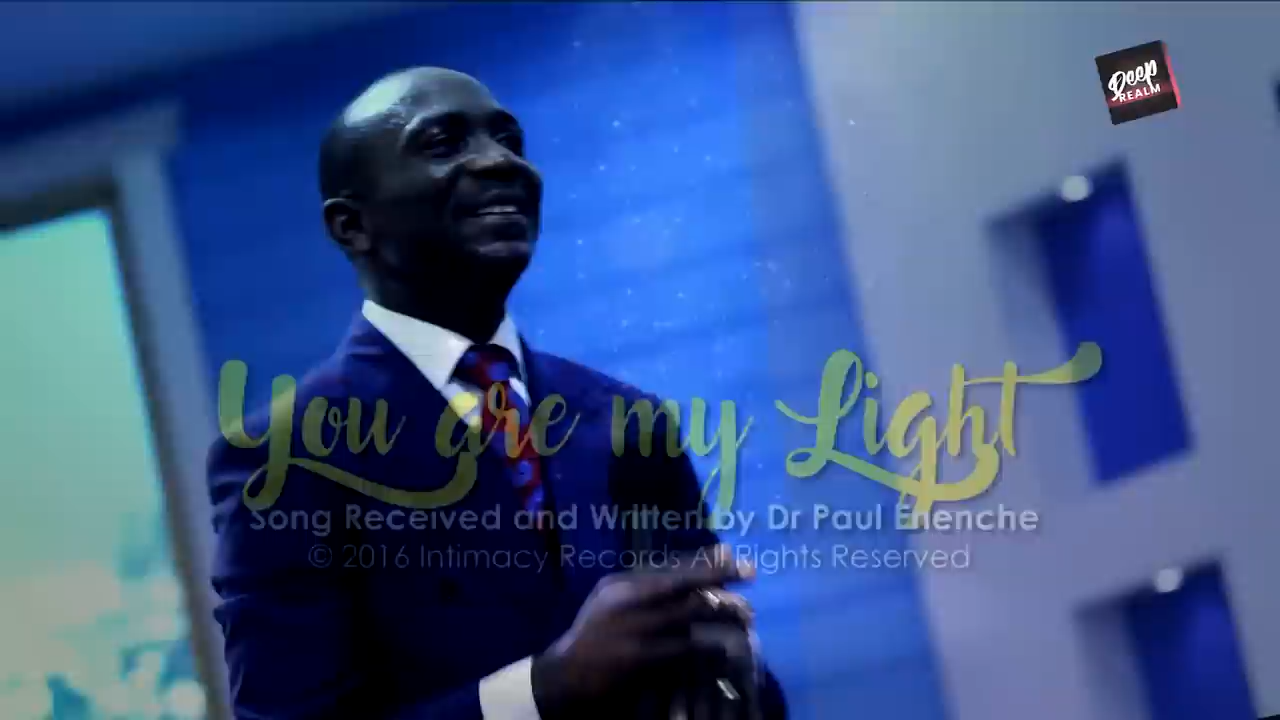 Deep
REALM
You are my Light
Song Received and Written by Dr Paul Enenche
© 2016 Intimacy Records All Rights Reserved